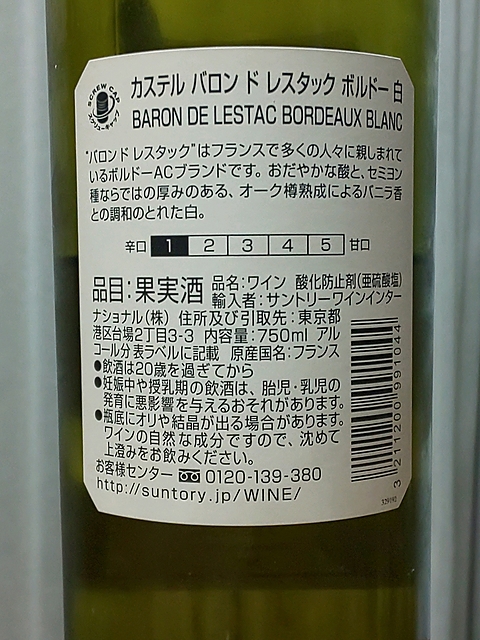 SCREW CAP
スクリューキャップ
カステル バロン ド レスタック ボルドー 白
BARON DE LESTAC BORDEAUX BLANC
“バロンド レスタック”はフランスで多くの人々に親しまれて
いるボルドーACブランドです。おだやかな酸と、セミヨン
種ならではの厚みのある、オーク樽熟成によるバニラ香
との調和のとれた白。
辛口 1 2 3 4 5 甘口
品目:果実酒 品名:ワイン 酸化防止剤(亜硫酸塩)
輸入者:サントリーワインインター
ナショナル(株) 住所及び引取先:東京都
港区台場2丁目3-3 内容量:750ml アル
コール分表ラベルに記載 原産国名:フランス
●飲酒は20歳を過ぎてから
●妊娠中や授乳期の飲酒は、胎児・乳児の
発育に悪影響を与えるおそれがあります。
●瓶底にオリや結晶が出る場合があります。
ワインの自然な成分ですので、沈めて
上澄みをお飲みください。
お客様センター 0120-139-380
http://suntory.jp/WINE/
3 211200 991044